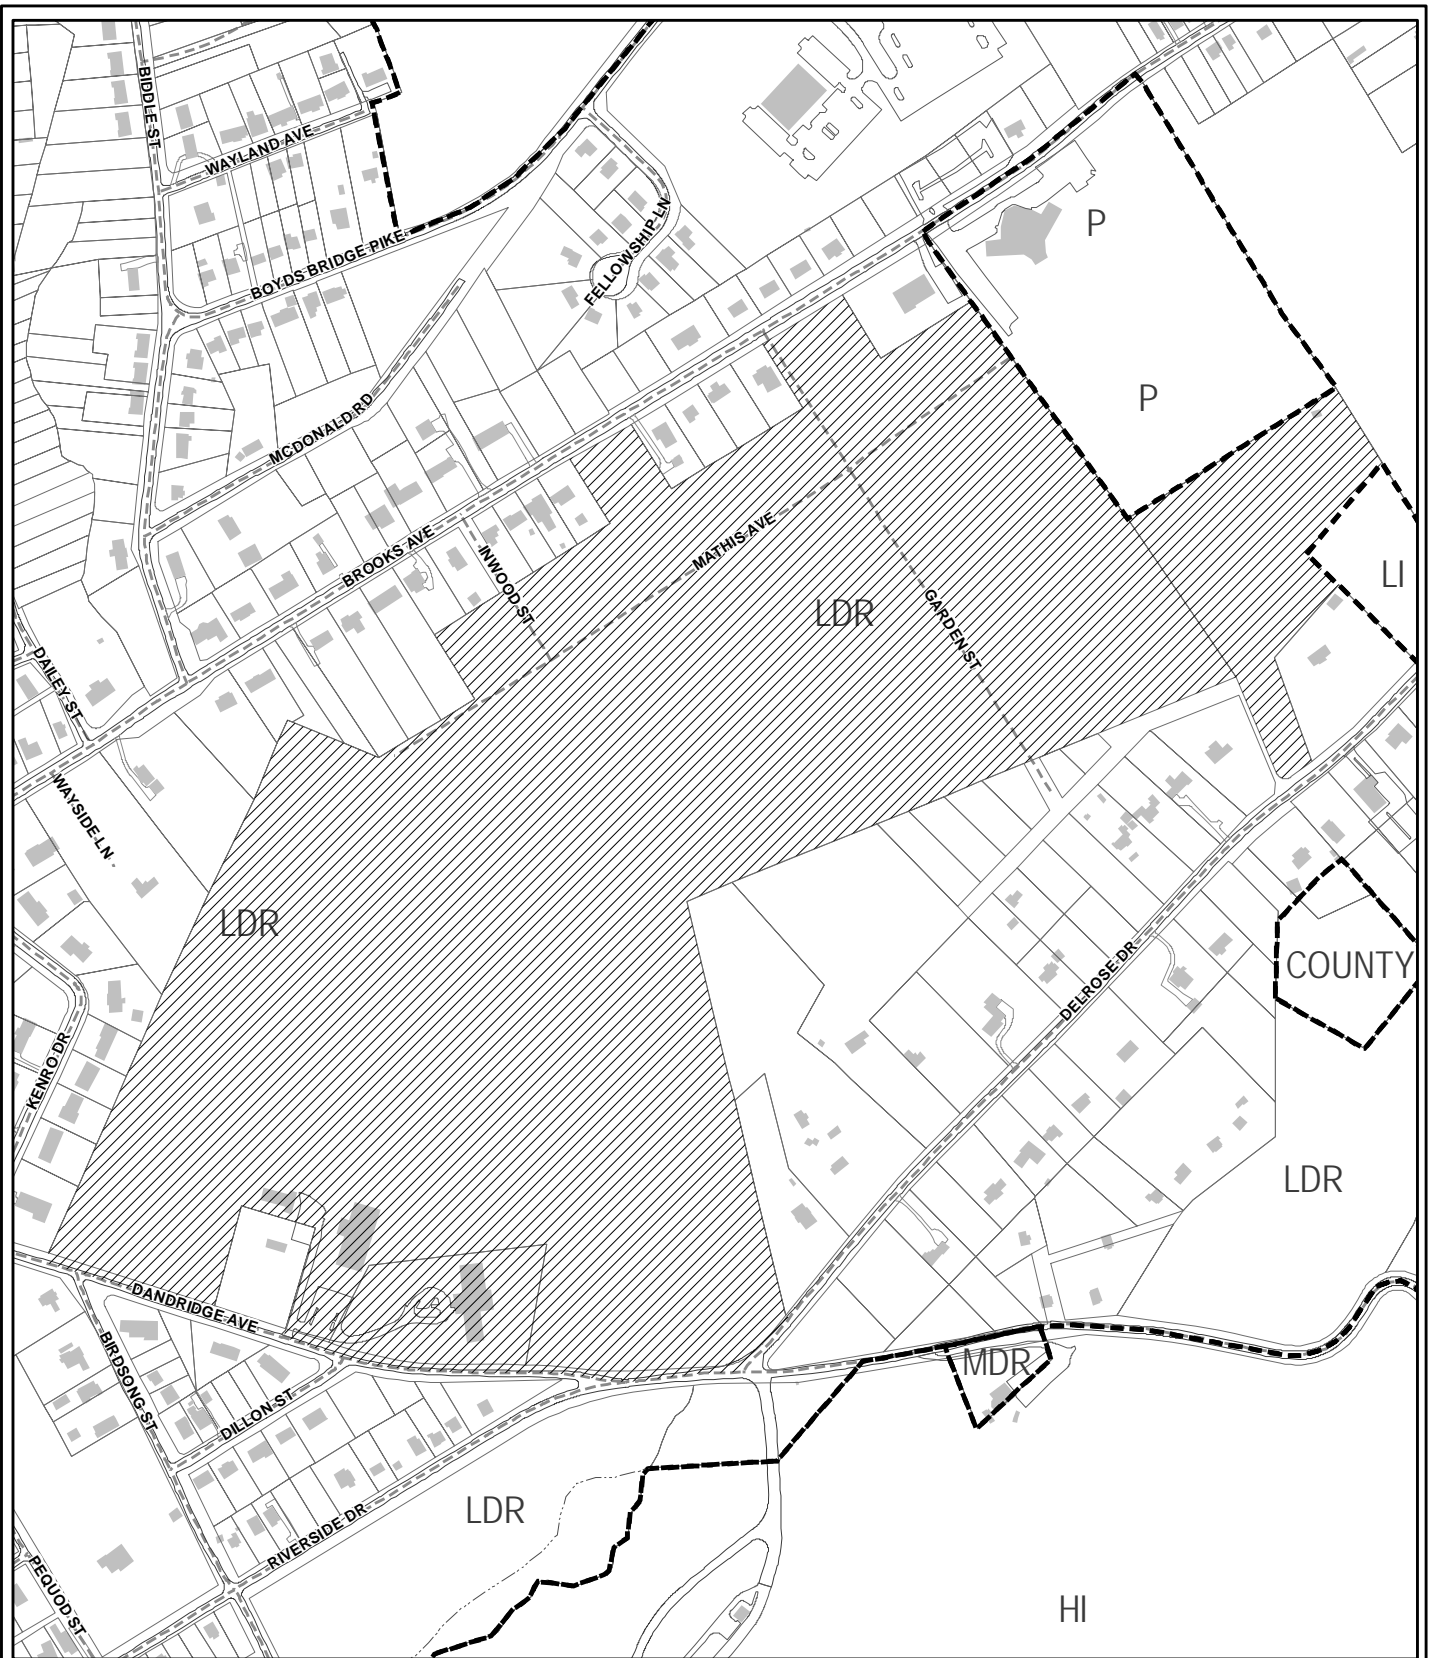 BIDDLE ST
WAYLAND AVE
BOYDS BRIDGE PIKE
FELLOWSHIP LN
P
P
MCDONALD RD
BROOKS AVE
INWOOD ST
MATHIS AVE
LDR
GARDEN ST
LI
DAILEY ST
WAYSIDE LN
LDR
COUNTY
DELROSE DR
KENRO DR
LDR
DANDRIDGE AVE
BIRDSONG ST
DILLON ST
MDR
LDR
RIVERSIDE DR
PEQUOD ST
HI